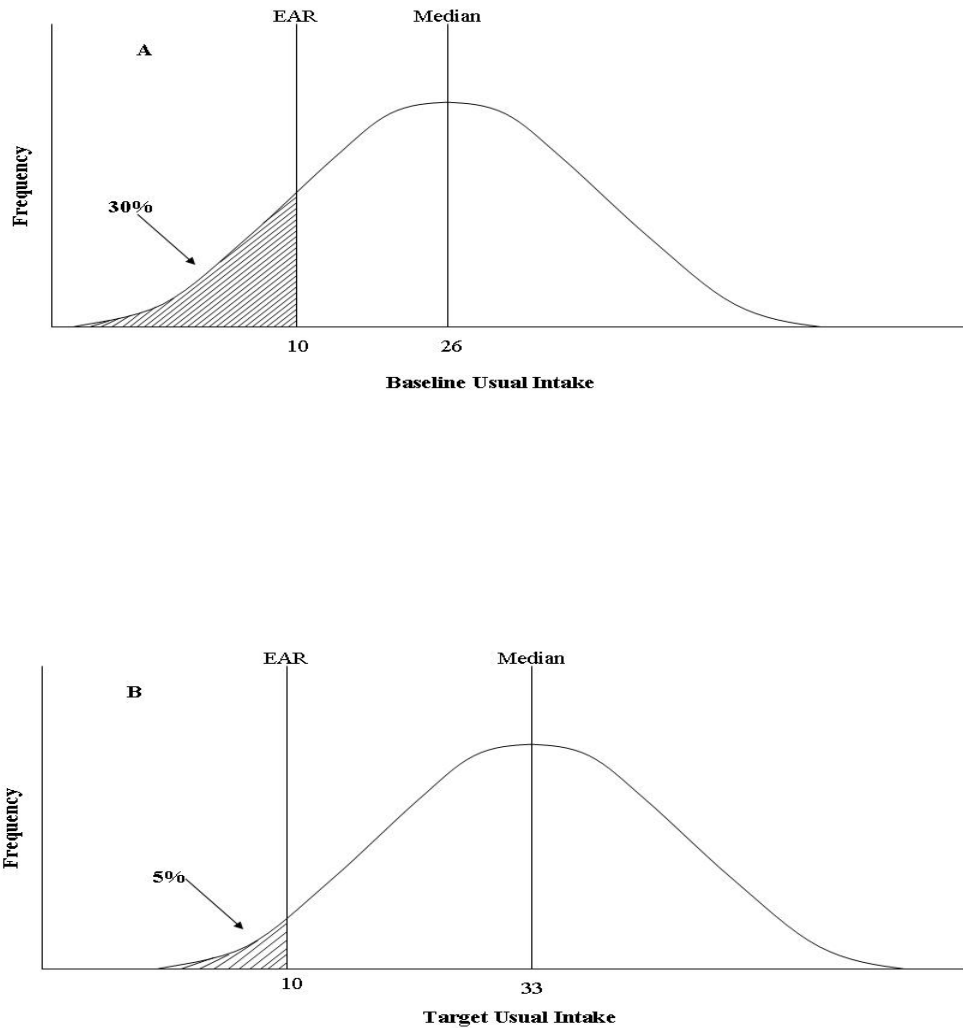 EAR Median
A
Frequency
30%
10 26
Baseline Usual Intake
EAR Median
B
Frequency
5%
10 33
Target Usual Intake